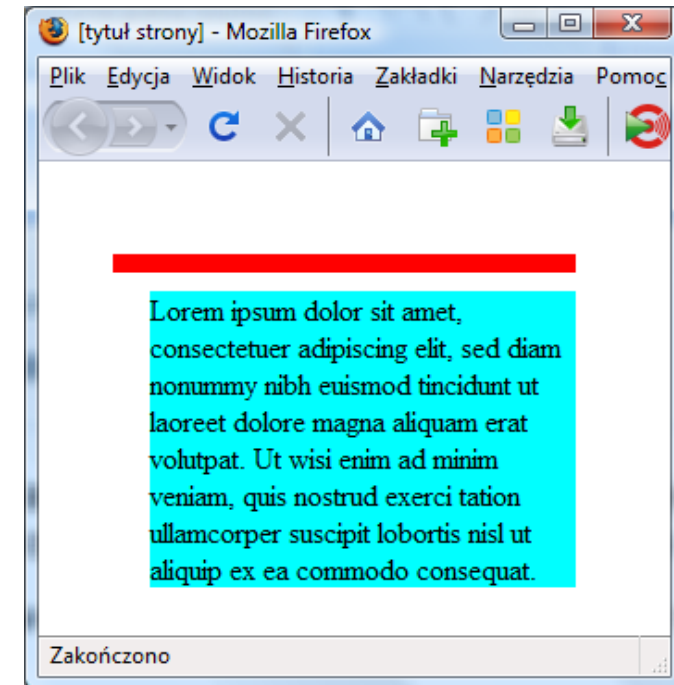 [tytuł strony] - Mozilla Firefox
Plik Edycja Widok Historia Zakładki Narzędzia Pomoc
Lorem ipsum dolor sit amet,
consectetuer adipiscing elit, sed diam
nonummy nibh euismod tincidunt ut
laoreet dolore magna aliquam erat
volutpat. Ut wisi enim ad minim
veniam, quis nostrud exerci tation
ullamcorper suscipit lobortis nisl ut
aliquip ex ea commodo consequat.
Zakończono